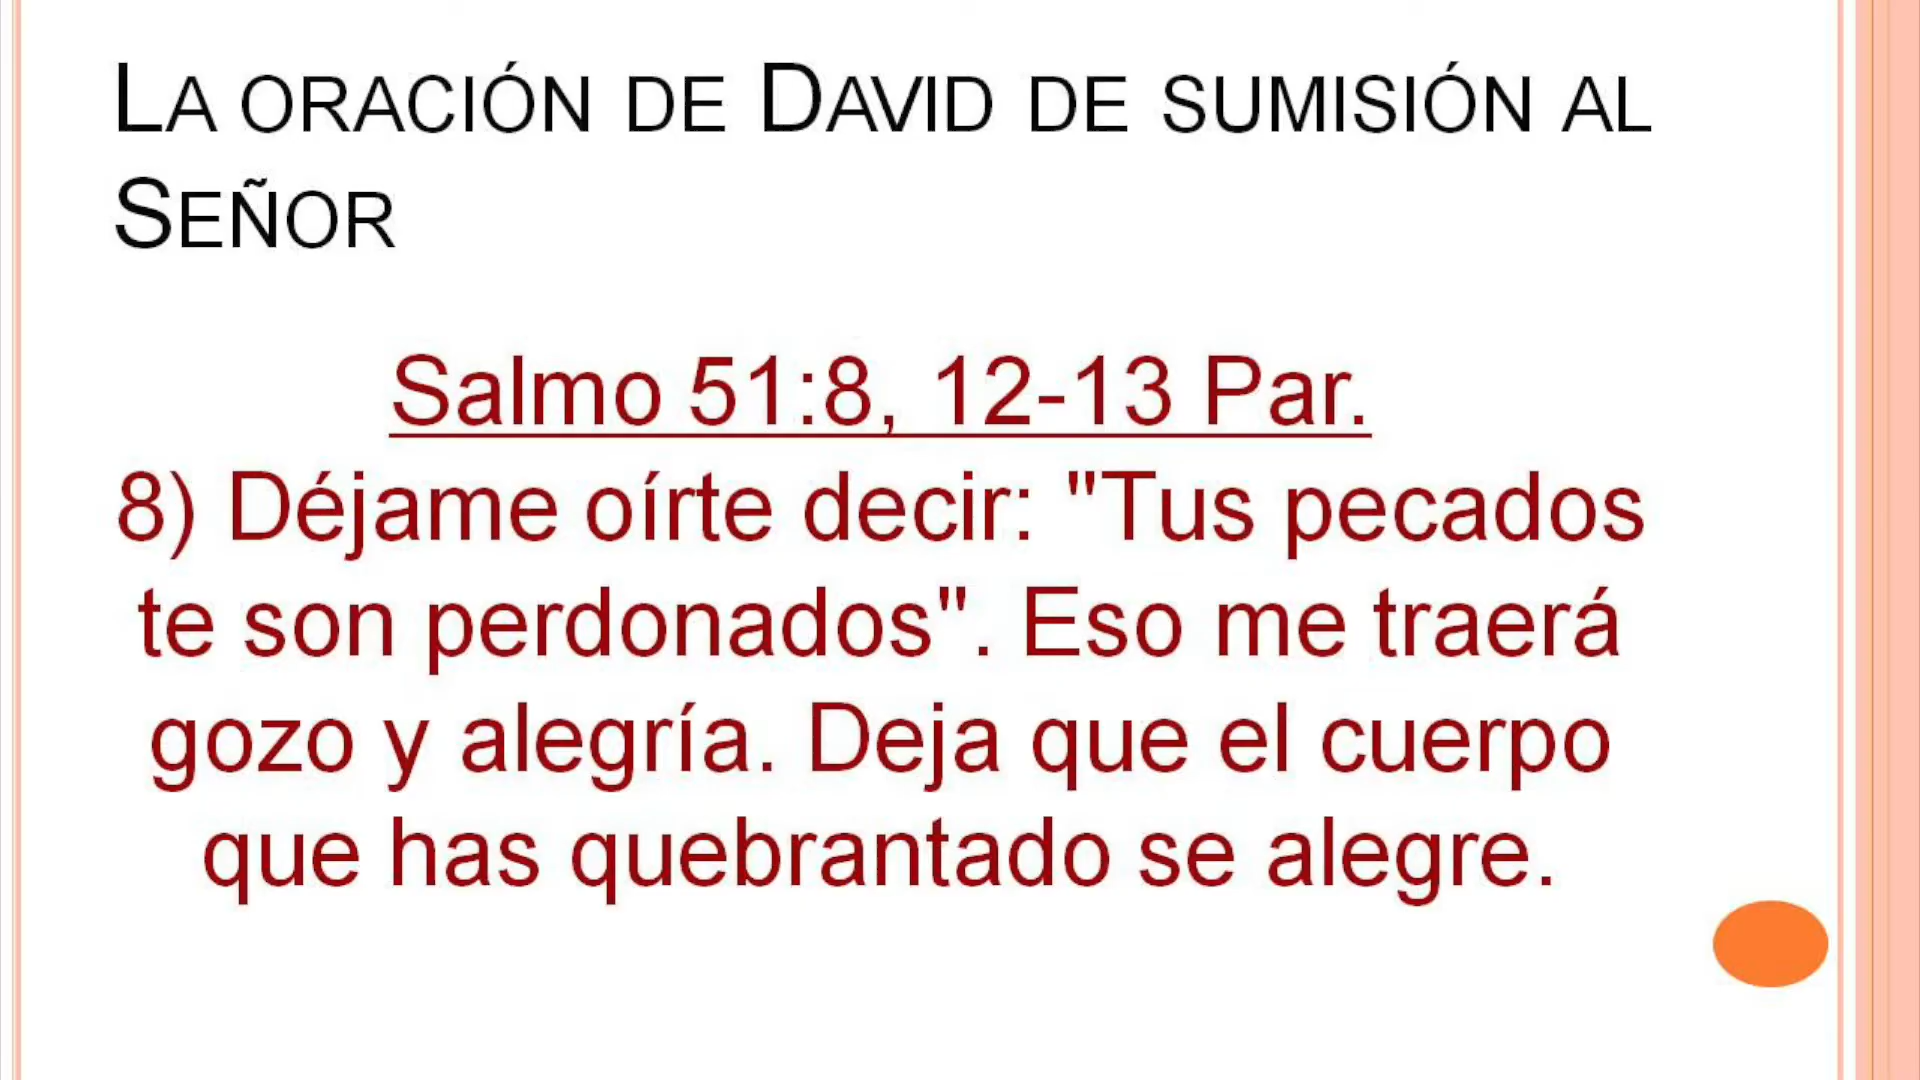 La oración de David de sumisión al
Señor
Salmo 51:8, 12-13 Par.
8) Déjame oírte decir: "Tus pecados
te son perdonados". Eso me traerá
gozo y alegría. Deja que el cuerpo
que has quebrantado se alegre.